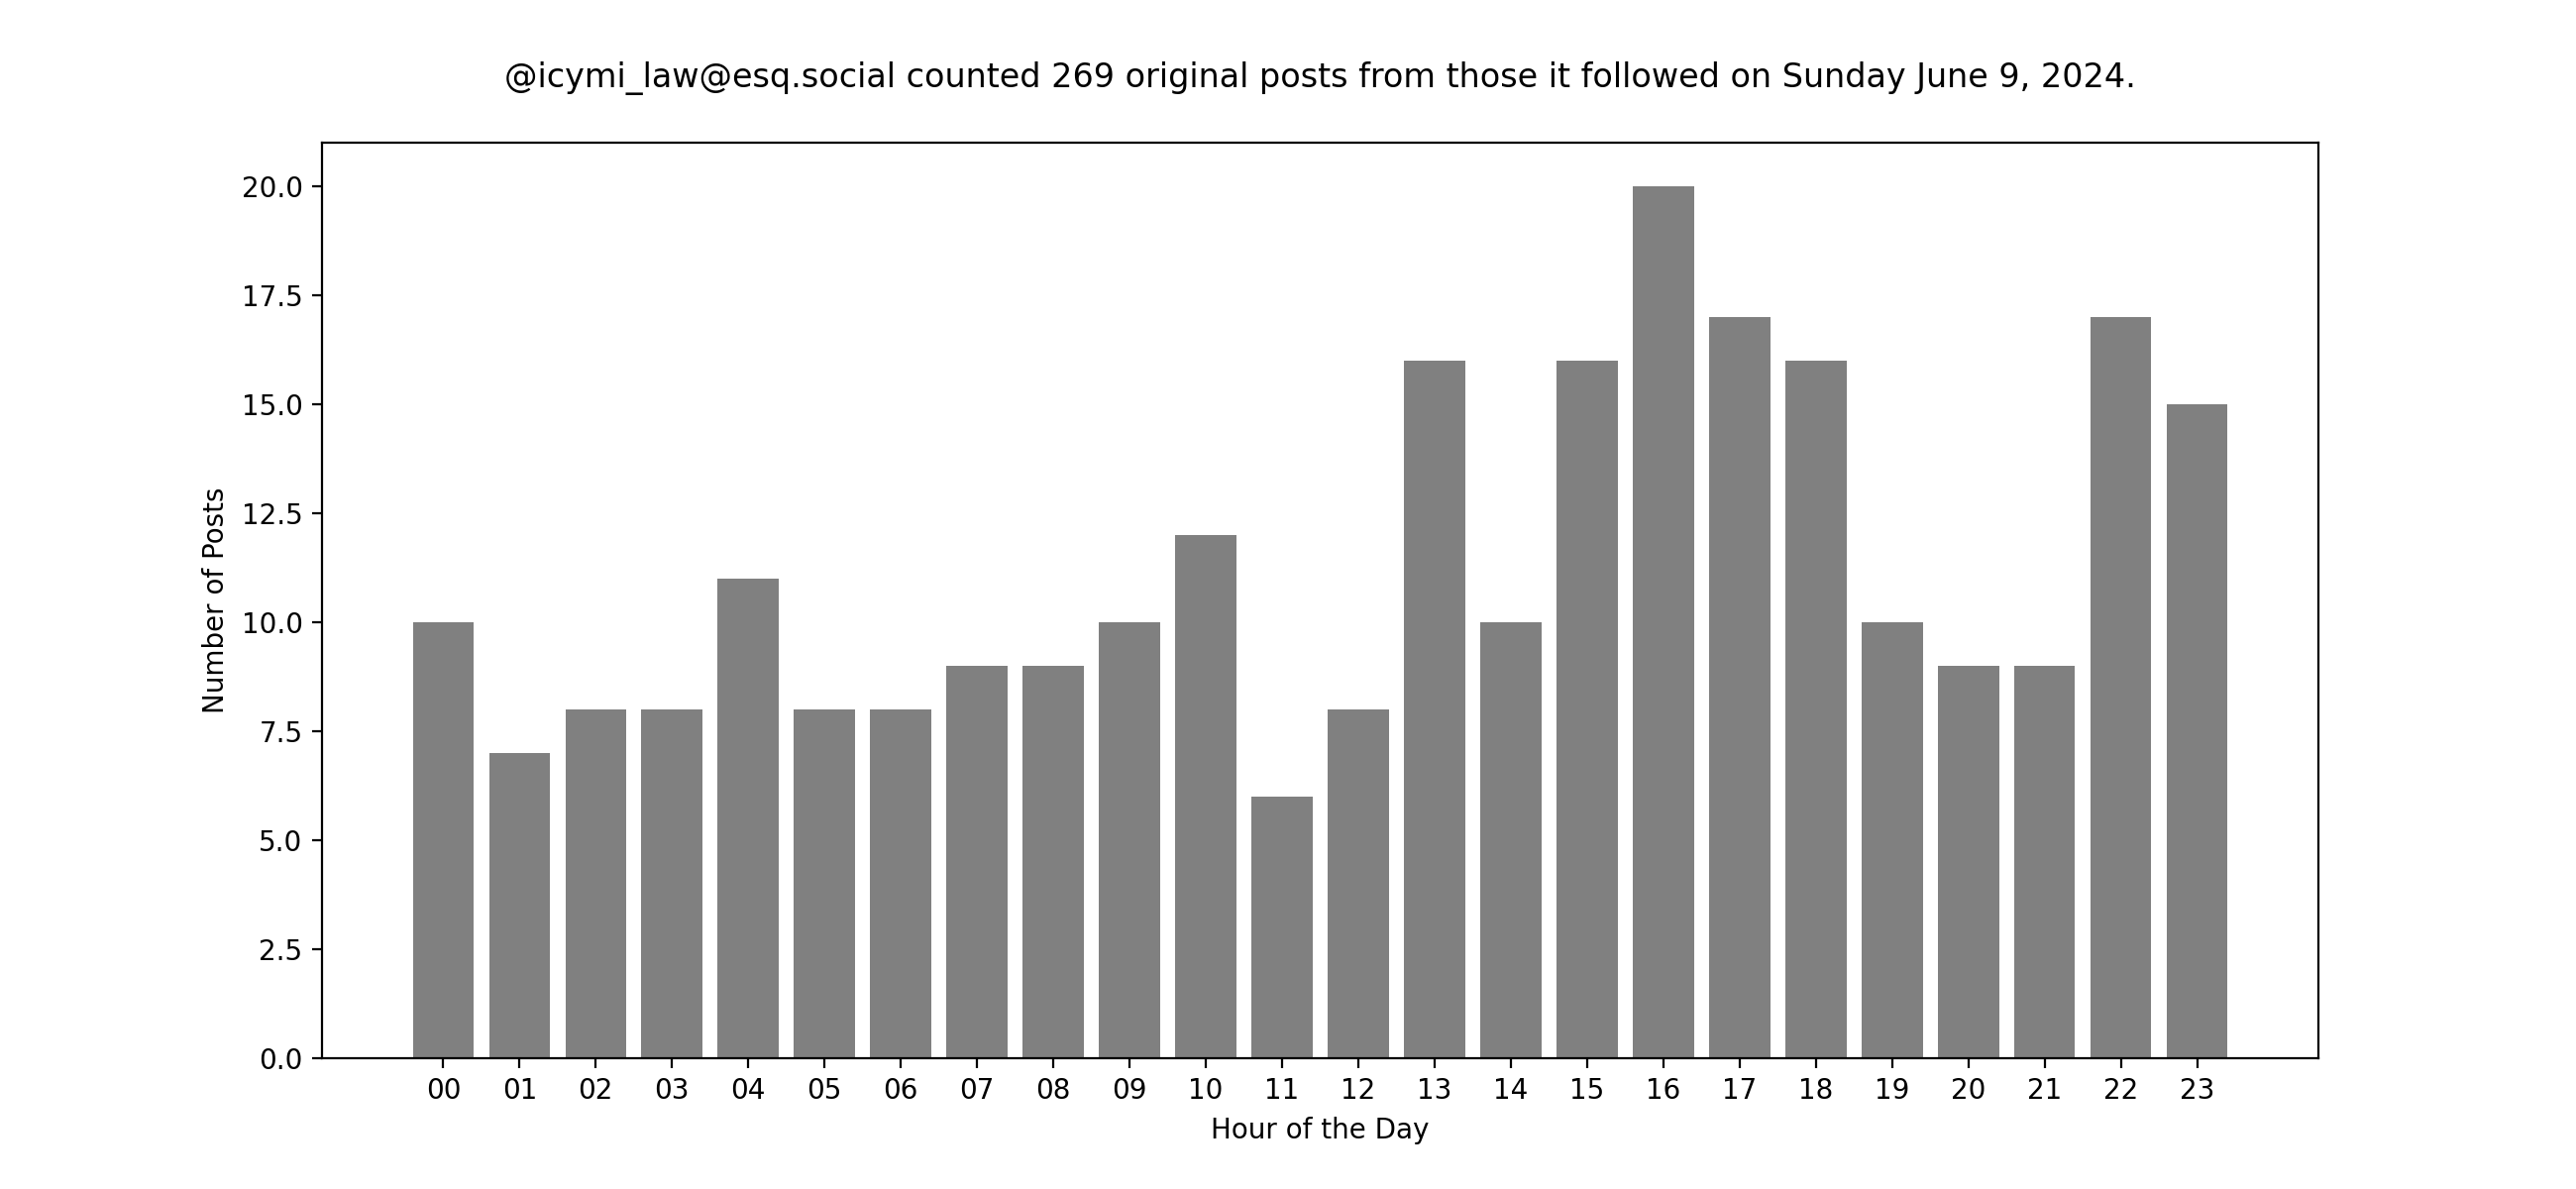 @icymi_law@esq.social counted 269 original posts from those it followed on Sunday June 9, 2024.
20.0
17.5
15.0
12.5
10.0
7.5
5.0
2.5
0.0
Number of Posts
00 01 02 03 04 05 06 07 08 09 10 11 12 13 14 15 16 17 18 19 20 21 22 23
Hour of the Day